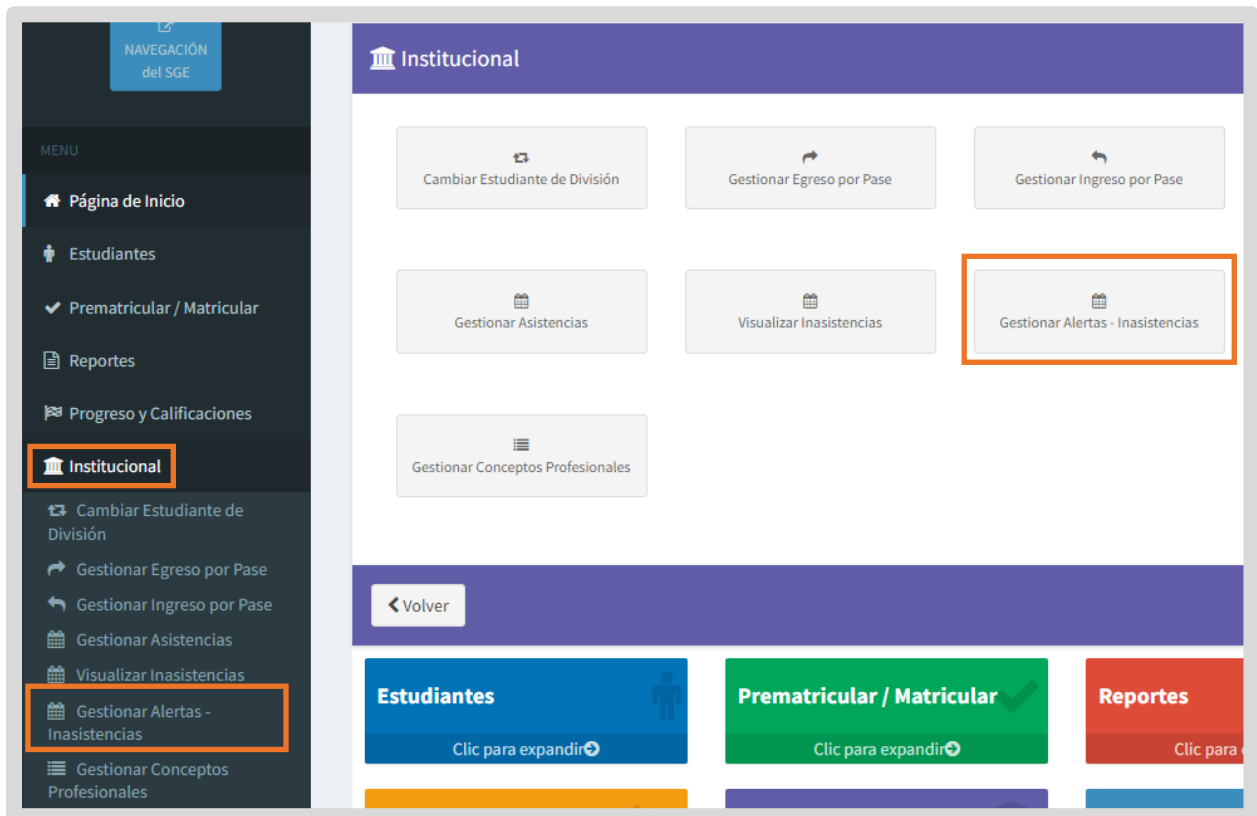 NAVEGACIÓN
del SGE
MENU
Página de Inicio
Estudiantes
Prematricular / Matricular
Reportes
Progreso y Calificaciones
Institucional
Cambiar Estudiante de
División
Gestionar Egreso por Pase
Gestionar Ingreso por Pase
Gestionar Asistencias
Visualizar Inasistencias
Gestionar Alertas -
Inasistencias
Gestionar Conceptos
Profesionales
Institucional
Cambiar Estudiante de División
Gestionar Egreso por Pase
Gestionar Ingreso por Pase
Gestionar Asistencias
Visualizar Inasistencias
Gestionar Alertas - Inasistencias
Gestionar Conceptos Profesionales
Volver
Estudiantes
Clic para expandir
Prematricular / Matricular
Clic para expandir
Reportes
Clic para